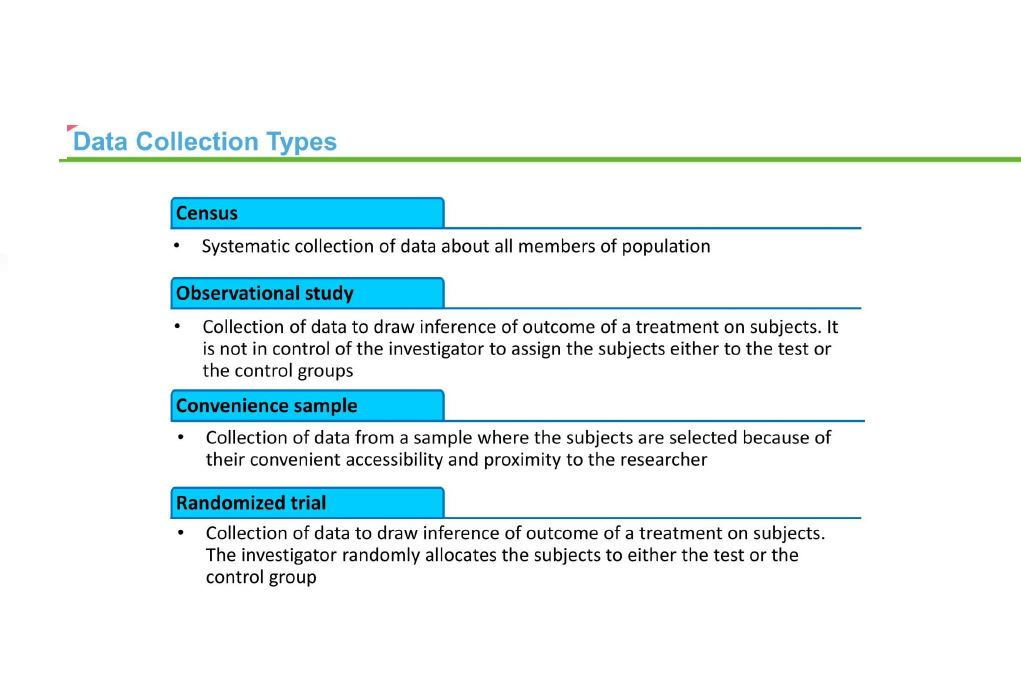 Data Collection Types
Census
• Systematic collection of data about all members of population
Observational study
• Collection of data to draw inference of outcome of a treatment on subjects. It
is not in control of the investigator to assign the subjects either to the test or
the control groups
Convenience sample
• Collection of data from a sample where the subjects are selected because of
their convenient accessibility and proximity to the researcher
Randomized trial
• Collection of data to draw inference of outcome of a treatment on subjects.
The investigator randomly allocates the subjects to either the test or the
control group